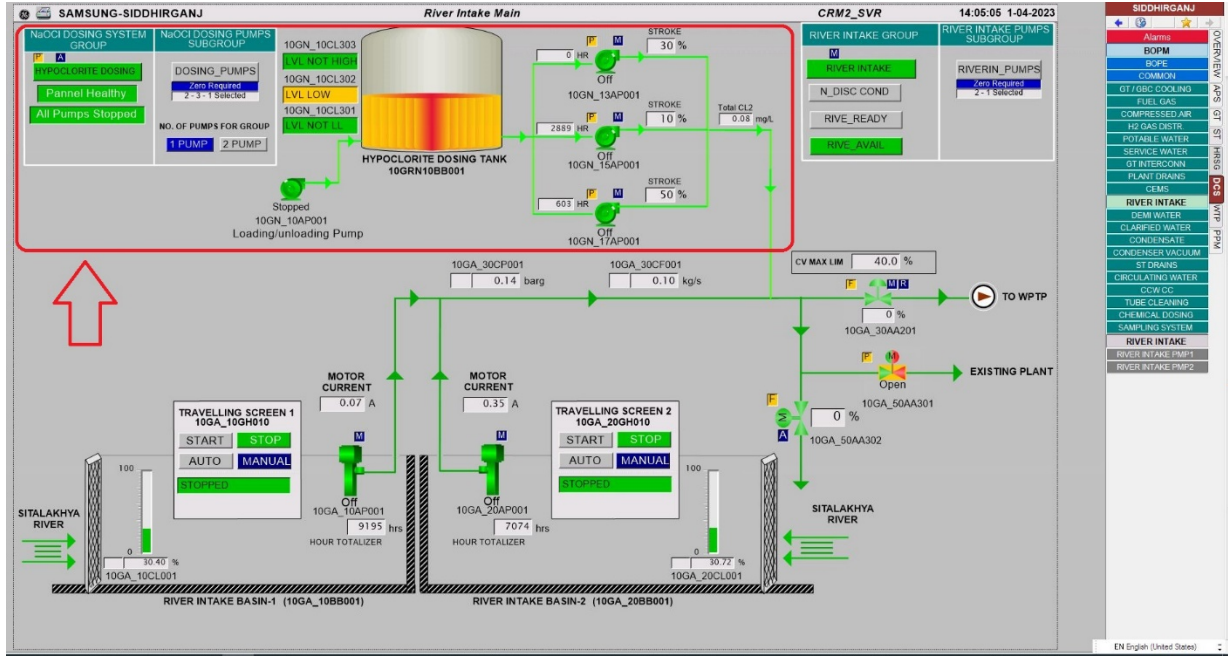 SAMSUNG-SIDDHIRGANJ
River Intake Main
CRM2_SVR
14:05:05 1-04-2023
NaOCl DOSING SYSTEM
GROUP
P A
HYPOCLORITE DOSING
Pannel Healthy
All Pumps Stopped
NaOCl DOSING PUMPS
SUBGROUP
DOSING_PUMPS
Zero Required
2 - 3 - 1 Selected
NO. OF PUMPS FOR GROUP
1 PUMP
2 PUMP
10GN_10CL303
LVL NOT HIGH
10GN_10CL302
LVL LOW
10GN_10CL301
LVL NOT LL
HYPOCLORITE DOSING TANK
10GRN10BB001
Stopped
10GN_10AP001
Loading/unloading Pump
STROKE
P M
0 HR
30 %
Off
10GN_13AP001
STROKE
P M
2889 HR
10 %
Off
10GN_15AP001
STROKE
P M
603 HR
50 %
Off
10GN_17AP001
Total CL2
0.08 mg/L
RIVER INTAKE GROUP
M
RIVER INTAKE
N_DISC COND
RIVE_READY
RIVE_AVAIL
RIVER INTAKE PUMPS
SUBGROUP
RIVERIN_PUMPS
Zero Required
2 - 1 Selected
10GA_30CP001
0.14 barg
10GA_30CF001
0.10 kg/s
CV MAX LIM 40.0 %
F M R
0 %
10GA_30AA201
TO WPTP
P M
Open
10GA_50AA301
EXISTING PLANT
F
M
A
0 %
10GA_50AA302
MOTOR
CURRENT
0.07 A
MOTOR
CURRENT
0.35 A
TRAVELLING SCREEN 1
10GA_10GH010
START STOP
AUTO MANUAL
STOPPED
M
Off
10GA_10AP001
9195 hrs
HOUR TOTALIZER
M
Off
10GA_20AP001
7074 hrs
HOUR TOTALIZER
TRAVELLING SCREEN 2
10GA_20GH010
START STOP
AUTO MANUAL
STOPPED
SITALAKHYA
RIVER
100
0
30.40 %
10GA_10CL001
100
0
30.72 %
10GA_20CL001
SITALAKHYA
RIVER
RIVER INTAKE BASIN-1 (10GA_10BB001)
RIVER INTAKE BASIN-2 (10GA_20BB001)
SIDDHIRGANJ
Alarms
BOPM
BOPE
COMMON
GT / GBC COOLING
FUEL GAS
COMPRESSED AIR
H2 GAS DISTR.
POTABLE WATER
SERVICE WATER
GT INTERCONN
PLANT DRAINS
CEMS
RIVER INTAKE
DEMI WATER
CLARIFIED WATER
CONDENSATE
CONDENSER VACUUM
ST DRAINS
CIRCULATING WATER
CCW CC
TUBE CLEANING
CHEMICAL DOSING
SAMPLING SYSTEM
RIVER INTAKE
RIVER INTAKE PMP1
RIVER INTAKE PMP2
OVERVIEW
APS
GT
ST
HRSG
DCS
WTP
PPM
EN English (United States)